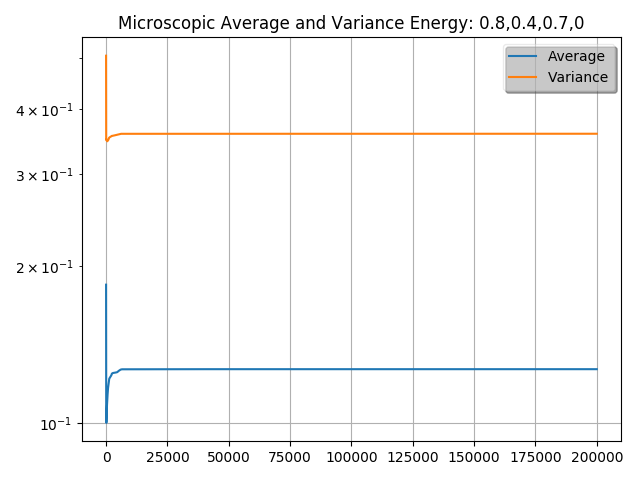 Microscopic Average and Variance Energy: 0.8,0.4,0.7,0
Average
Variance
4 × 10⁻¹
3 × 10⁻¹
2 × 10⁻¹
10⁻¹
0 25000 50000 75000 100000 125000 150000 175000 200000